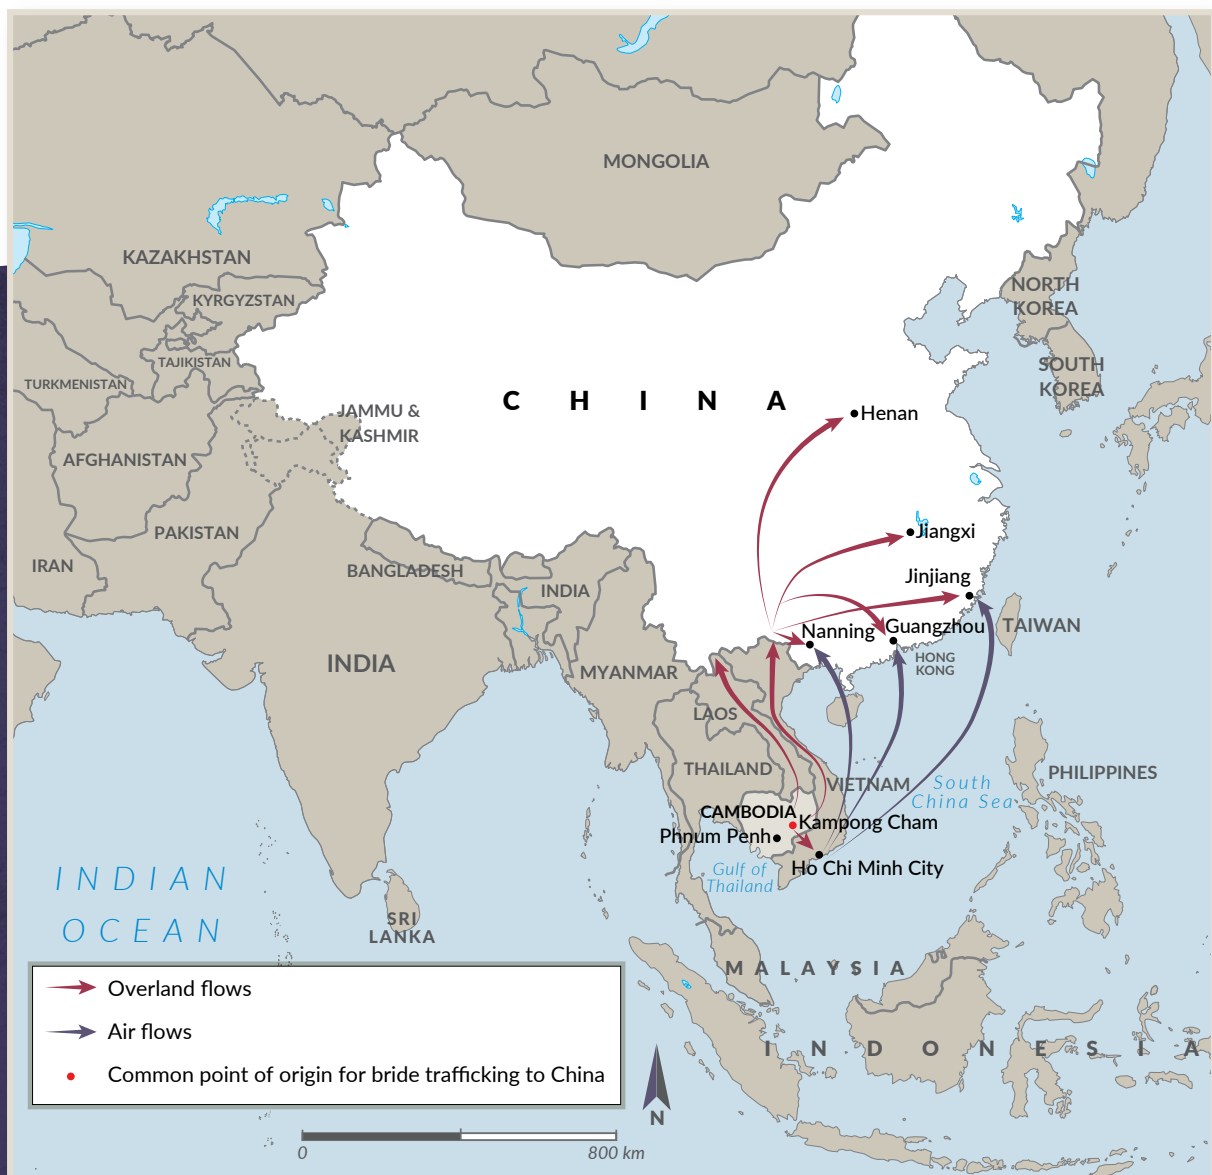 MONGOLIA
KAZAKHSTAN
KYRGYZSTAN
NORTH
KOREA
TAJIKISTAN
TURKMENISTAN
SOUTH
KOREA
C H I N A
JAMMU &
KASHMIR
Henan
AFGHANISTAN
PAKISTAN
Jiangxi
IRAN
BANGLADESH
Jinjiang
INDIA
Nanning
Guangzhou
TAIWAN
HONG
KONG
INDIA
MYANMAR
LAOS
THAILAND
VIETNAM
South
China Sea
PHILIPPINES
CAMBODIA
Kampong Cham
Phnum Penh
Gulf of
Thailand
Ho Chi Minh City
INDIAN
OCEAN
SRI
LANKA
MALAYSIA
INDONESIA
Overland flows
Air flows
Common point of origin for bride trafficking to China
N
0
800 km